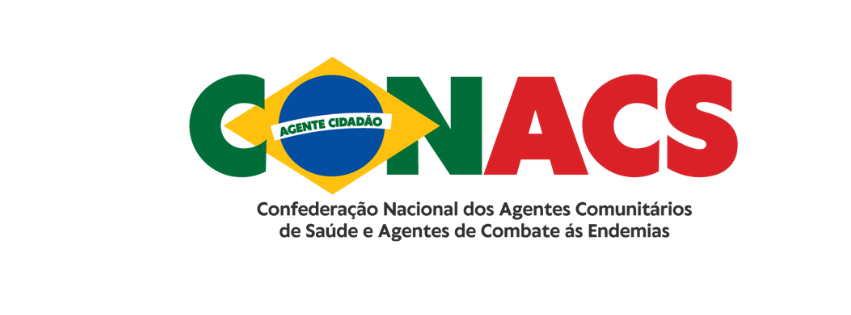 CONACS
AGENTE CIDADÃO
Confederação Nacional dos Agentes Comunitários
de Saúde e Agentes de Combate ás Endemias